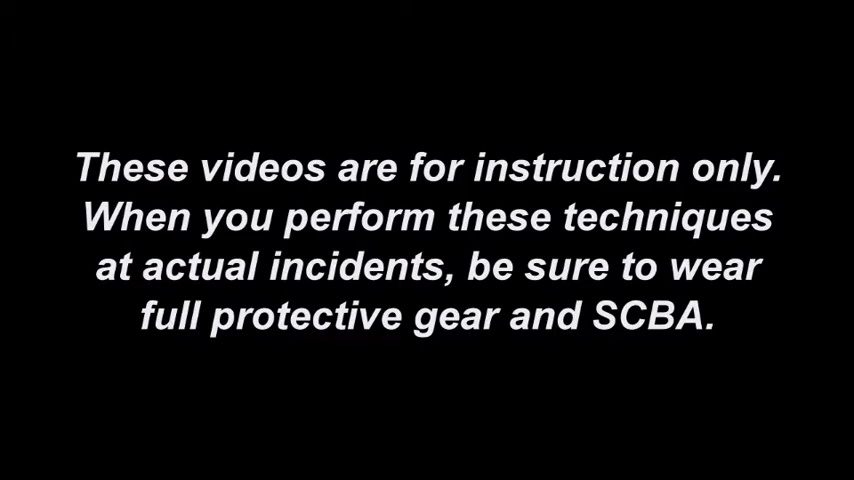 These videos are for instruction only.
When you perform these techniques
at actual incidents, be sure to wear
full protective gear and SCBA.